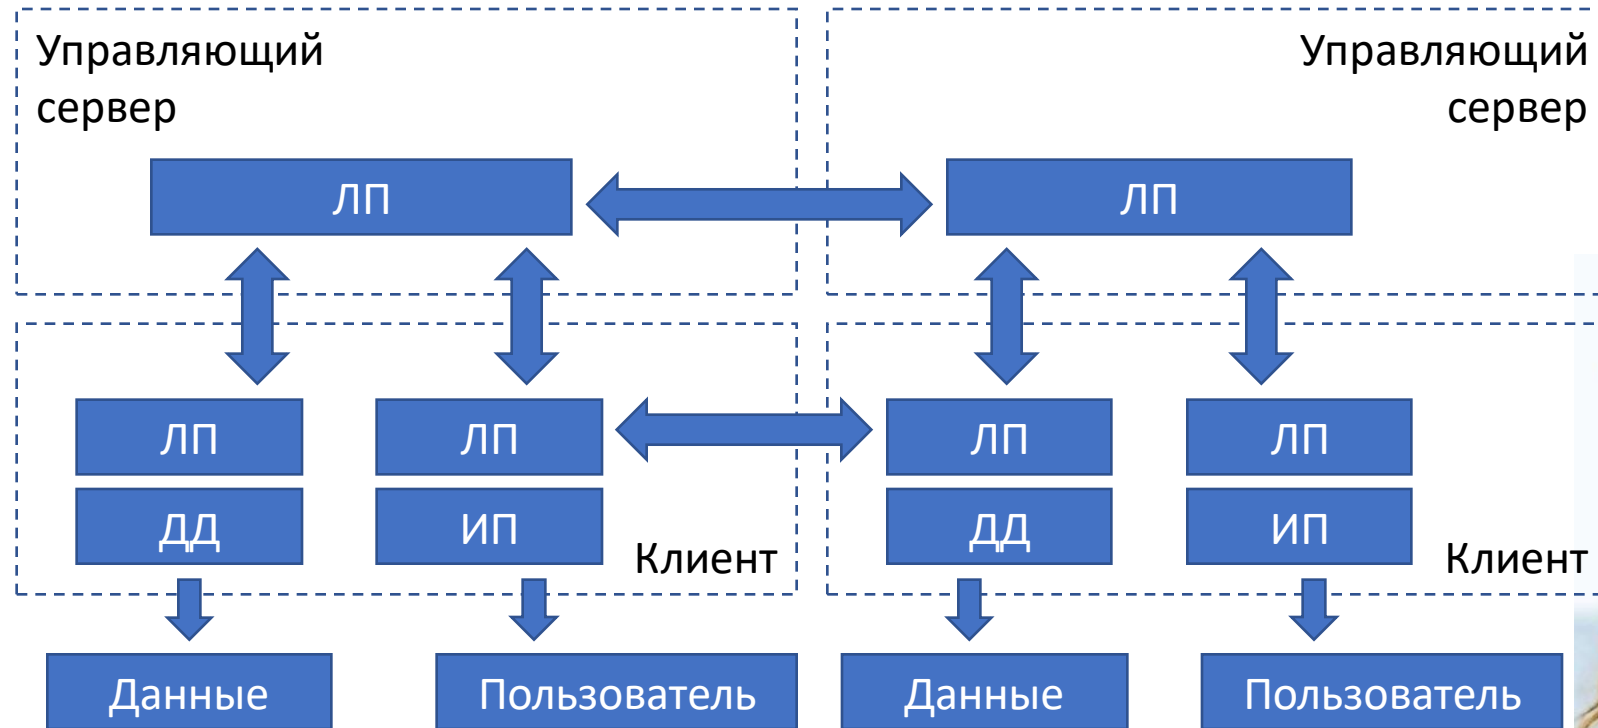 Управляющий
сервер
Управляющий
сервер
ЛП
ЛП
ЛП
ЛП
ЛП
ЛП
ДД
ИП
ДД
ИП
Клиент
Клиент
Данные
Пользователь
Данные
Пользователь